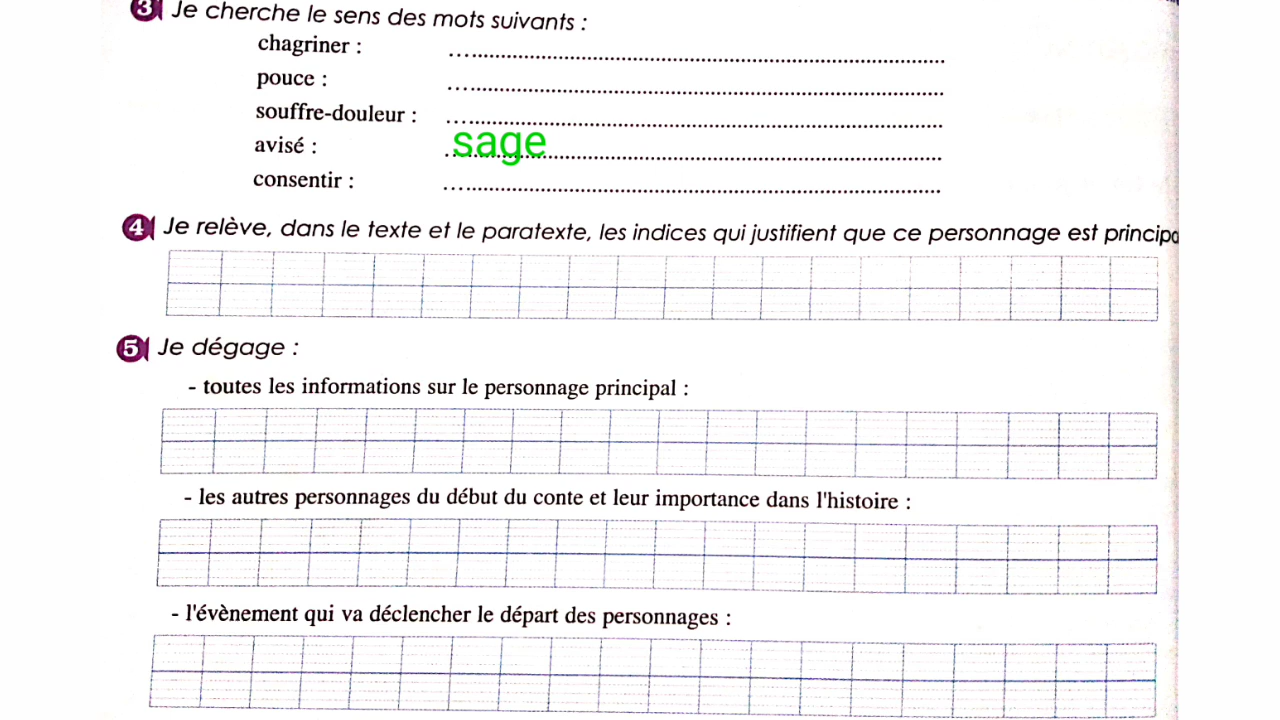 3 Je cherche le sens des mots suivants :
chagriner : ........................................................................
pouce : ........................................................................
souffre-douleur : ........................................................................
avisé : sage ........................................................................
consentir : ........................................................................
4 Je relève, dans le texte et le paratexte, les indices qui justifient que ce personnage est principa
5 Je dégage :
- toutes les informations sur le personnage principal :
- les autres personnages du début du conte et leur importance dans l'histoire :
- l'évènement qui va déclencher le départ des personnages :